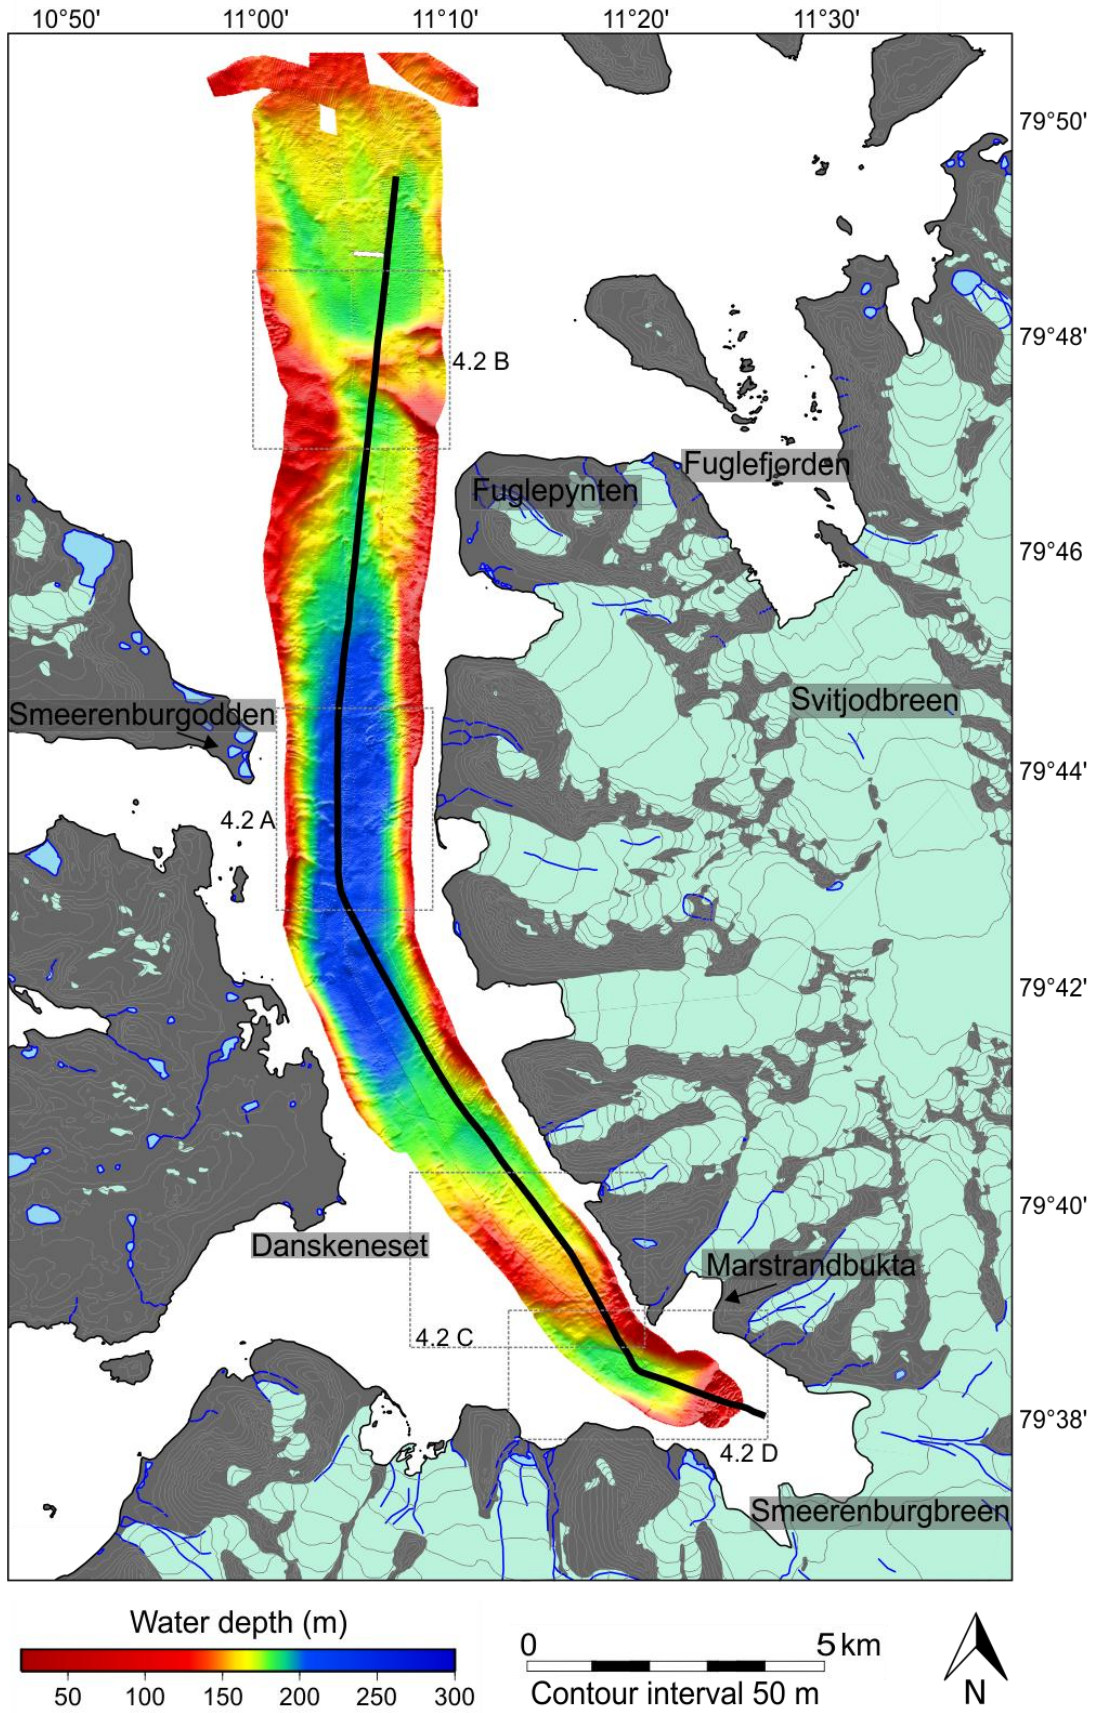 10°50' 11°00' 11°10' 11°20' 11°30'
79°50'
79°48'
4.2 B
Fuglefjorden
Fuglepynten
79°46'
Svitjodbreen
Smeerenburgodden
79°44'
4.2 A
79°42'
79°40'
Danskeneset
Marstrandbukta
4.2 C
79°38'
4.2 D
Smeerenburgbreen
Water depth (m)
50 100 150 200 250 300
0 5 km
Contour interval 50 m
N